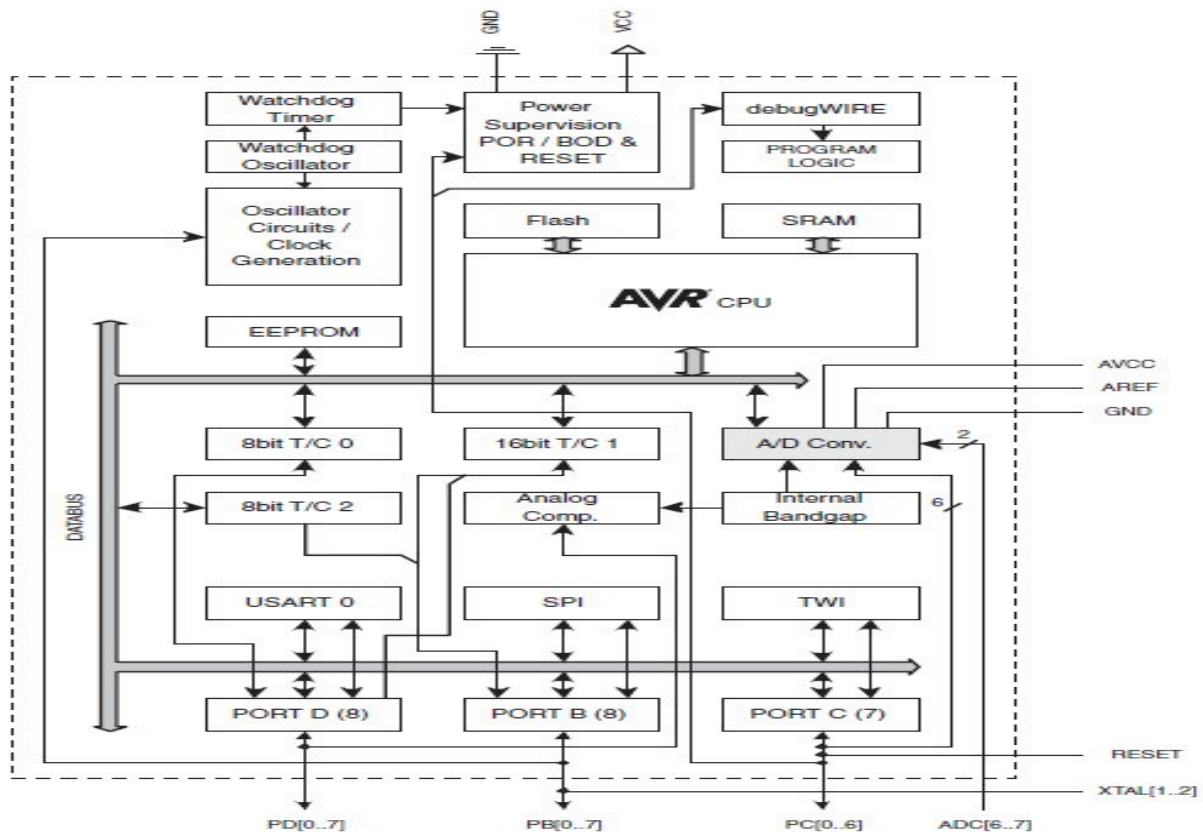 GND
VCC
Watchdog
Timer
Power
Supervision
POR / BOD &
RESET
debugWIRE
Watchdog
Oscillator
PROGRAM
LOGIC
Oscillator
Circuits /
Clock
Generation
Flash
SRAM
AVR CPU
EEPROM
AVCC
AREF
GND
8bit T/C 0
16bit T/C 1
A/D Conv.
2
DATABUS
8bit T/C 2
Analog
Comp.
Internal
Bandgap
6
USART 0
SPI
TWI
PORT D (8)
PORT B (8)
PORT C (7)
RESET
XTAL[1..2]
PD[0..7]
PB[0..7]
PC[0..6]
ADC[6..7]